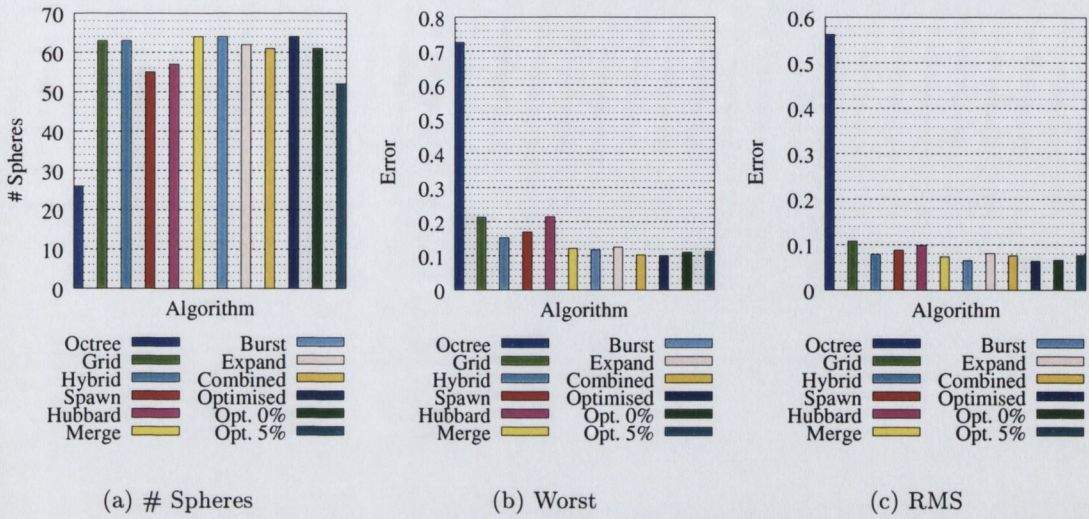 70
60
50
40
30
20
10
0
# Spheres
Algorithm
Octree
Grid
Hybrid
Spawn
Hubbard
Merge
Burst
Expand
Combined
Optimised
Opt. 0%
Opt. 5%
(a) # Spheres
0.8
0.7
0.6
0.5
0.4
0.3
0.2
0.1
0
Error
Algorithm
Octree
Grid
Hybrid
Spawn
Hubbard
Merge
Burst
Expand
Combined
Optimised
Opt. 0%
Opt. 5%
(b) Worst
0.6
0.5
0.4
0.3
0.2
0.1
0
Error
Algorithm
Octree
Grid
Hybrid
Spawn
Hubbard
Merge
Burst
Expand
Combined
Optimised
Opt. 0%
Opt. 5%
(c) RMS